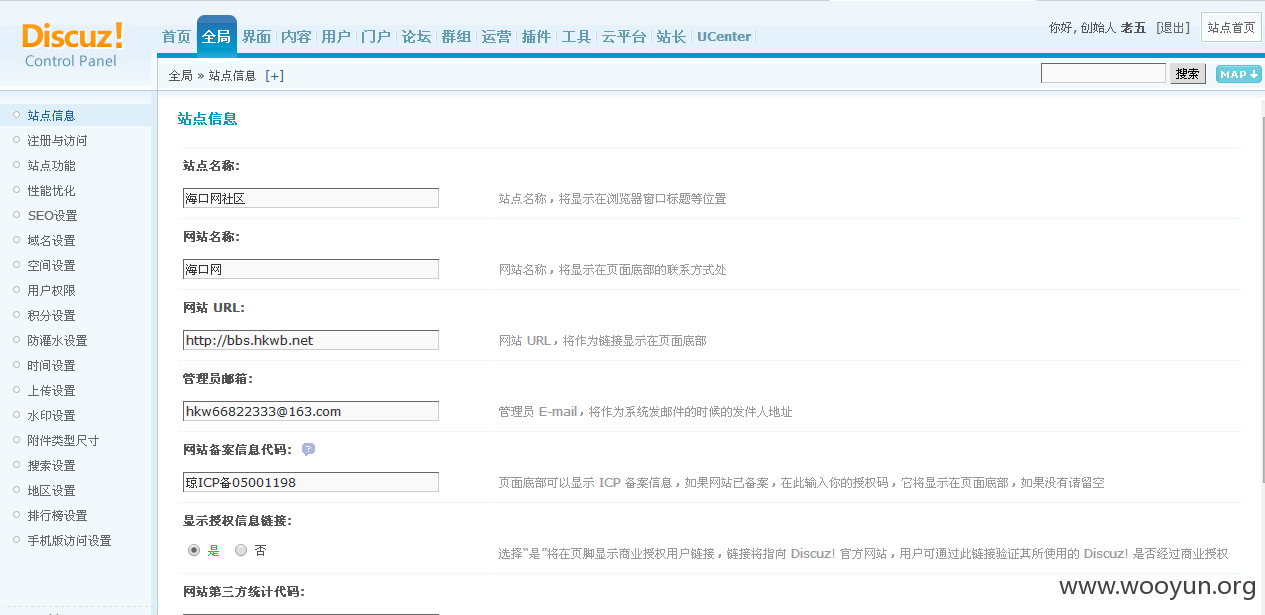 Discuz!
Control Panel
首页 全局 界面 内容 用户 门户 论坛 群组 运营 插件 工具 云平台 站长 UCenter
你好, 创始人 老五 [退出] 站点首页
全局 » 站点信息 [+]
搜索 MAP
站点信息
注册与访问
站点功能
性能优化
SEO设置
域名设置
空间设置
用户权限
积分设置
防灌水设置
时间设置
上传设置
水印设置
附件类型尺寸
搜索设置
地区设置
排行榜设置
手机版访问设置
站点信息
站点名称:
海口网社区 站点名称，将显示在浏览器窗口标题等位置
网站名称:
海口网 网站名称，将显示在页面底部的联系方式处
网站 URL:
http://bbs.hkwb.net 网站 URL，将作为链接显示在页面底部
管理员邮箱:
hkw66822333@163.com 管理员 E-mail，将作为系统发邮件的时候的发件人地址
网站备案信息代码: ?
琼ICP备05001198 页面底部可以显示 ICP 备案信息，如果网站已备案，在此输入你的授权码，它将显示在页面底部，如果没有请留空
显示授权信息链接:
是 否 选择“是”将在页脚显示商业授权用户链接，链接将指向 Discuz! 官方网站，用户可通过此链接验证其所使用的 Discuz! 是否经过商业授权
网站第三方统计代码:
www.wooyun.org